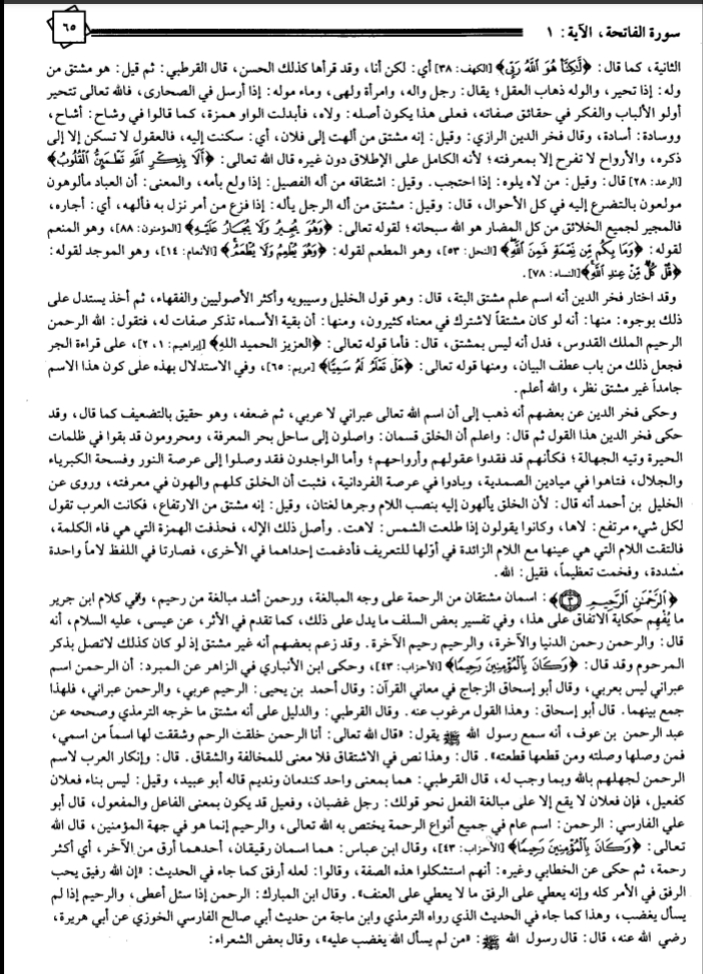 سورة الفاتحة، الآية: ١
٦٥
الثانية، كما قال: ﴿لَّٰكِنَّا۠ هُوَ ٱللَّهُ رَبِّي﴾ [الكهف: ٣٨] أي: لكن أنا، وقد قرأها كذلك الحسن، قال القرطبي: ثم قيل: هو مشتق من
وله: إذا تحير، والوله ذهاب العقل؛ يقال: رجل واله، وامرأة ولهى، وماء موله: إذا أرسل في الصحارى، فالله تعالى تتحير
أولو الألباب والفكر في حقائق صفاته، فعلى هذا يكون أصله: ولاه، فأبدلت الواو همزة، كما قالوا في وشاح: أشاح،
ووسادة: أسادة، وقال فخر الدين الرازي: وقيل: إنه مشتق من ألهت إلى فلان، أي: سكنت إليه، فالعقول لا تسكن إلا إلى
ذكره، والأرواح لا تفرح إلا بمعرفته؛ لأنه الكامل على الإطلاق دون غيره قال الله تعالى: ﴿أَلَا بِذِكْرِ ٱللَّهِ تَطْمَئِنُّ ٱلْقُلُوبُ﴾
[الرعد: ٢٨] قال: وقيل: من لاه يلوه: إذا احتجب. وقيل: اشتقاقه من أله الفصيل: إذا ولع بأمه، والمعنى: أن العباد مألوهون
مولعون بالتضرع إليه في كل الأحوال، قال: وقيل: مشتق من أله الرجل يأله: إذا فزع من أمر نزل به فألهه، أي: أجاره،
فالمجير لجميع الخلائق من كل المضار هو الله سبحانه؛ لقوله تعالى: ﴿وَهُوَ يُجِيرُ وَلَا يُجَارُ عَلَيْهِ﴾ [المؤمنون: ٨٨]، وهو المنعم
لقوله: ﴿وَمَا بِكُم مِّن نِّعْمَةٍ فَمِنَ ٱللَّهِ﴾ [النحل: ٥٣]، وهو المطعم لقوله: ﴿وَهُوَ يُطْعِمُ وَلَا يُطْعَمُ﴾ [الأنعام: ١٤]، وهو الموجد لقوله:
﴿قُلْ كُلٌّ مِّنْ عِندِ ٱللَّهِ﴾ [النساء: ٧٨].
وقد اختار فخر الدين أنه اسم علم غير مشتق البتة، قال: وهو قول الخليل وسيبويه وأكثر الأصوليين والفقهاء، ثم أخذ يستدل على
ذلك بوجوه: منها: أنه لو كان مشتقاً لاشترك في معناه كثيرون، ومنها: أن بقية الأسماء تذكر صفات له، فتقول: الله الرحمن
الرحيم الملك القدوس، فدل أنه ليس بمشتق، قال: فأما قوله تعالى: ﴿العزيز الحميد الله﴾ [إبراهيم: ١، ٢]، على قراءة الجر
فجعل ذلك من باب عطف البيان، ومنها قوله تعالى: ﴿هَلْ تَعْلَمُ لَهُۥ سَمِيًّا﴾ [مريم: ٦٥]، وفي الاستدلال بهذه على كون هذا الاسم
جامداً غير مشتق نظر، والله أعلم.
وحكى فخر الدين عن بعضهم أنه ذهب إلى أن اسم الله تعالى عبراني لا عربي، ثم ضعفه، وهو حقيق بالتضعيف كما قال، وقد
حكى فخر الدين هذا القول ثم قال: واعلم أن الخلق قسمان: واصلون إلى ساحل بحر المعرفة، ومحرومون قد بقوا في ظلمات
الحيرة وتيه الجهالة؛ فكأنهم قد فقدوا عقولهم وأرواحهم؛ وأما الواجدون فقد وصلوا إلى عرصة النور وفسحة الكبرياء
والجلال، فتاهوا في ميادين الصمدية، وبادوا في عرصة الفردانية، فثبت أن الخلق كلهم والهون في معرفته، وروى عن
الخليل بن أحمد أنه قال: لأن الخلق يألهون إليه بنصب اللام وجرها لغتان، وقيل: إنه مشتق من الارتفاع، فكانت العرب تقول
لكل شيء مرتفع: لاها، وكانوا يقولون إذا طلعت الشمس: لاهت. وأصل ذلك الإله، فحذفت الهمزة التي هي فاء الكلمة،
فالتقت اللام التي هي عينها مع اللام الزائدة في أولها للتعريف فأدغمت إحداهما في الأخرى، فصارتا في اللفظ لاماً واحدة
مشددة، وفخمت تعظيماً، فقيل: الله.
﴿ٱلرَّحْمَٰنِ ٱلرَّحِيمِ ٣﴾: اسمان مشتقان من الرحمة على وجه المبالغة، ورحمن أشد مبالغة من رحيم، وفي كلام ابن جرير
ما يُفْهِم حكاية الاتفاق على هذا، وفي تفسير بعض السلف ما يدل على ذلك، كما تقدم في الأثر، عن عيسى، عليه السلام، أنه
قال: والرحمن رحمن الدنيا والآخرة، والرحيم رحيم الآخرة. وقد زعم بعضهم أنه غير مشتق إذ لو كان كذلك لاتصل بذكر
المرحوم وقد قال: ﴿وَكَانَ بِٱلْمُؤْمِنِينَ رَحِيمًا﴾ [الأحزاب: ٤٣]، وحكى ابن الأنباري في الزاهر عن المبرد: أن الرحمن اسم
عبراني ليس بعربي، وقال أبو إسحاق الزجاج في معاني القرآن: وقال أحمد بن يحيى: الرحيم عربي، والرحمن عبراني، فلهذا
جمع بينهما. قال أبو إسحاق: وهذا القول مرغوب عنه. وقال القرطبي: والدليل على أنه مشتق ما خرجه الترمذي وصححه عن
عبد الرحمن بن عوف، أنه سمع رسول الله ﷺ يقول: «قال الله تعالى: أنا الرحمن خلقت الرحم وشققت لها اسماً من اسمي،
فمن وصلها وصلته ومن قطعها قطعته». قال: وهذا نص في الاشتقاق فلا معنى للمخالفة والشقاق. قال: وإنكار العرب لاسم
الرحمن لجهلهم بالله وبما وجب له، قال القرطبي: هما بمعنى واحد كندمان ونديم قاله أبو عبيد، وقيل: ليس بناء فعلان
كفعيل، فإن فعلان لا يقع إلا على مبالغة الفعل نحو قولك: رجل غضبان، وفعيل قد يكون بمعنى الفاعل والمفعول، قال أبو
علي الفارسي: الرحمن: اسم عام في جميع أنواع الرحمة يختص به الله تعالى، والرحيم إنما هو في جهة المؤمنين، قال الله
تعالى: ﴿وَكَانَ بِٱلْمُؤْمِنِينَ رَحِيمًا﴾ [الأحزاب: ٤٣]، وقال ابن عباس: هما اسمان رقيقان، أحدهما أرق من الآخر، أي أكثر
رحمة، ثم حكى عن الخطابي وغيره: أنهم استشكلوا هذه الصفة، وقالوا: لعله أرفق كما جاء في الحديث: «إن الله رفيق يحب
الرفق في الأمر كله وإنه يعطي على الرفق ما لا يعطي على العنف». وقال ابن المبارك: الرحمن إذا سئل أعطى، والرحيم إذا لم
يسأل يغضب، وهذا كما جاء في الحديث الذي رواه الترمذي وابن ماجة من حديث أبي صالح الفارسي الخوزي عن أبي هريرة،
رضي الله عنه، قال: قال رسول الله ﷺ: «من لم يسأل الله يغضب عليه»، وقال بعض الشعراء: